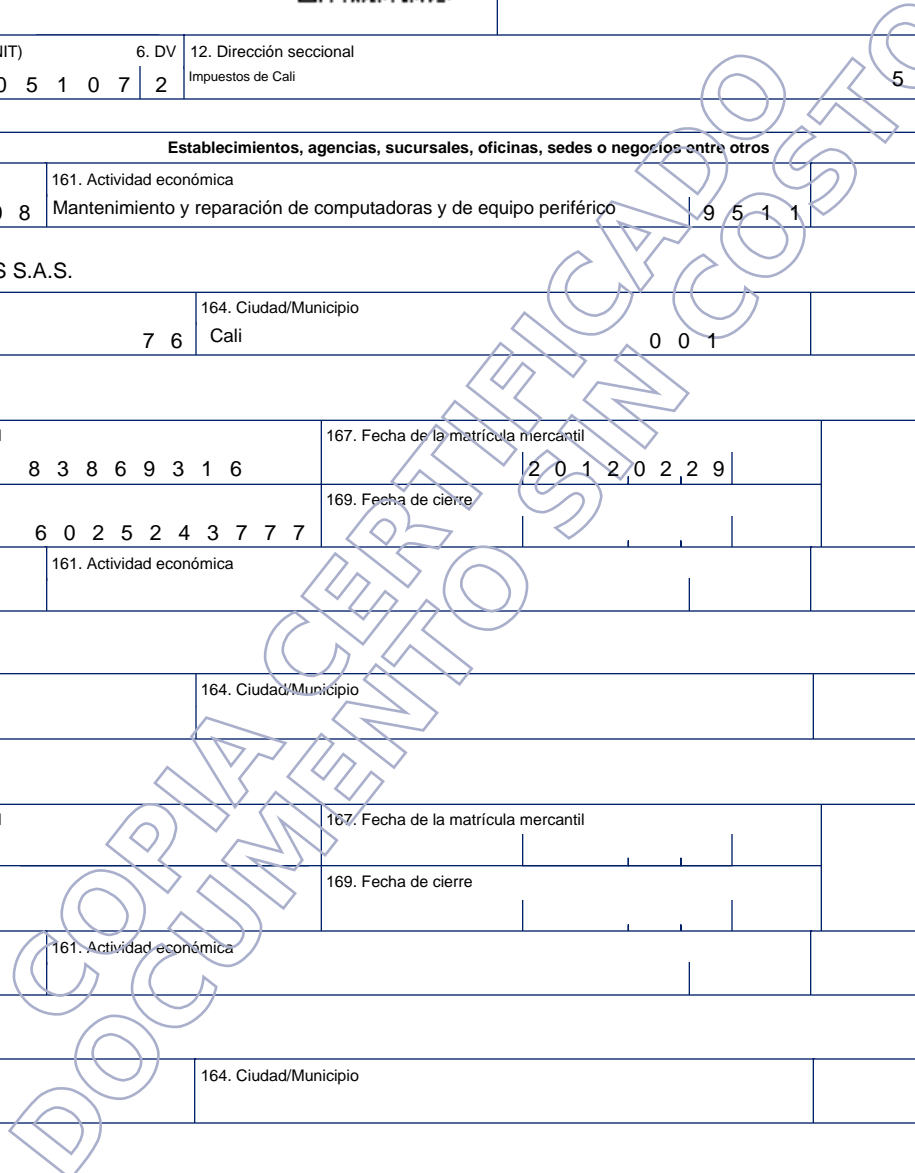 NIT) 6. DV 12. Dirección seccional
0 5 1 0 7 2 Impuestos de Cali 5
Establecimientos, agencias, sucursales, oficinas, sedes o negocios entre otros
161. Actividad económica
8 Mantenimiento y reparación de computadoras y de equipo periférico 9 5 1 1
S S.A.S.
164. Ciudad/Municipio
7 6 Cali 0 0 1
167. Fecha de la matrícula mercantil
8 3 8 6 9 3 1 6 2 0 1 2 0 2 2 9
169. Fecha de cierre
6 0 2 5 2 4 3 7 7 7
161. Actividad económica
164. Ciudad/Municipio
167. Fecha de la matrícula mercantil
169. Fecha de cierre
161. Actividad económica
164. Ciudad/Municipio
COPIA CERTIFICADO
DOCUMENTO SIN COSTO